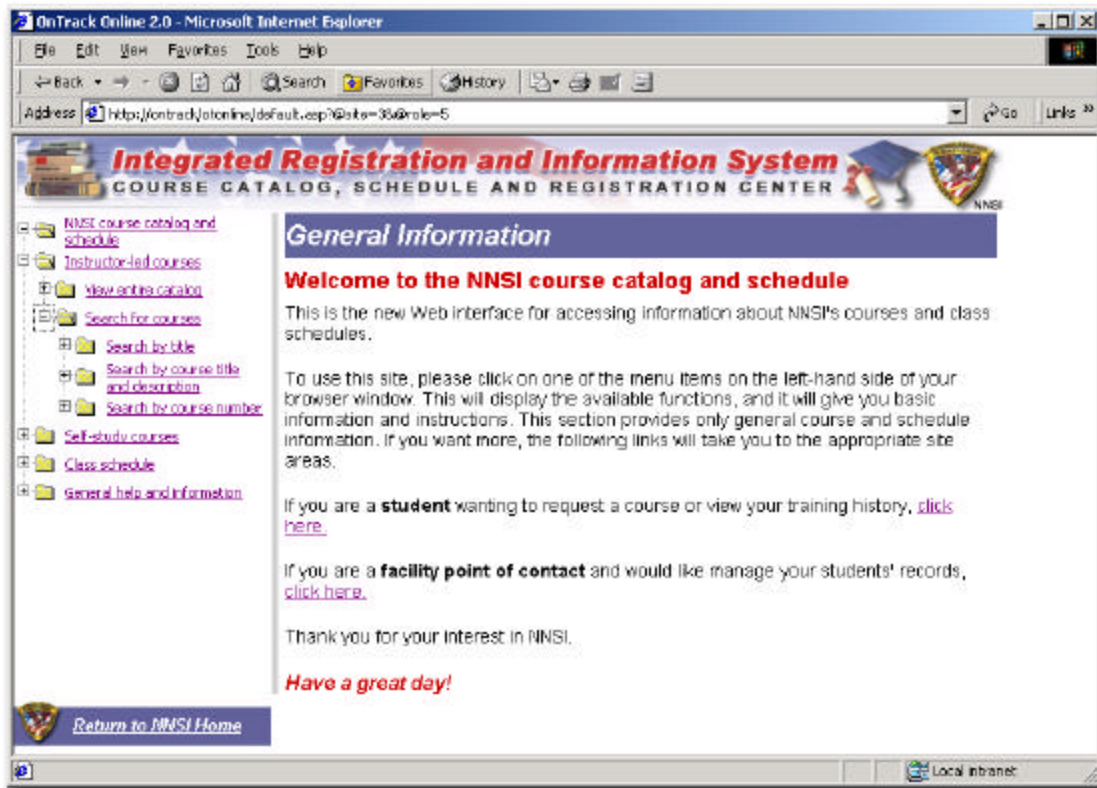 OnTrack Online 2.0 - Microsoft Internet Explorer
File Edit View Favorites Tools Help
Back Search Favorites History
Address http://ontrack/otonline/default.asp?@site=36&@role=5 Go Links »
Integrated Registration and Information System
COURSE CATALOG, SCHEDULE AND REGISTRATION CENTER
NNSI
NNSI course catalog and
schedule
Instructor-led courses
View entire catalog
Search for courses
Search by title
Search by course title
and description
Search by course number
Self-study courses
Class schedule
General help and information
Return to NNSI Home
General Information
Welcome to the NNSI course catalog and schedule
This is the new Web interface for accessing information about NNSI's courses and class
schedules.
To use this site, please click on one of the menu items on the left-hand side of your
browser window. This will display the available functions, and it will give you basic
information and instructions. This section provides only general course and schedule
information. If you want more, the following links will take you to the appropriate site
areas.
If you are a student wanting to request a course or view your training history, click
here.
If you are a facility point of contact and would like manage your students' records,
click here.
Thank you for your interest in NNSI.
Have a great day!
Local intranet